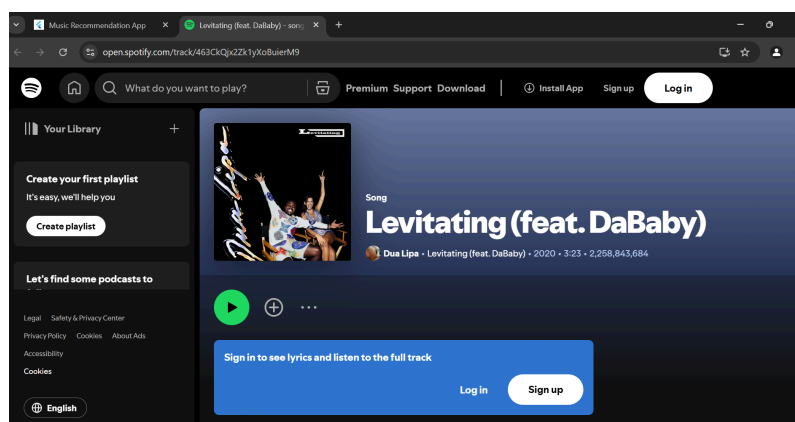 Music Recommendation App
Levitating (feat. DaBaby) - song
open.spotify.com/track/463CkQjx2Zk1yXoBuierM9
What do you want to play?
Premium Support Download
Install App
Sign up
Log in
Your Library
Create your first playlist
It's easy, we'll help you
Create playlist
Let's find some podcasts to
Legal Safety & Privacy Center
Privacy Policy Cookies About Ads
Accessibility
Cookies
English
Levitating
Dua Lipa
Song
Levitating (feat. DaBaby)
Dua Lipa • Levitating (feat. DaBaby) • 2020 • 3:23 • 2,258,843,684
Sign in to see lyrics and listen to the full track
Log in
Sign up